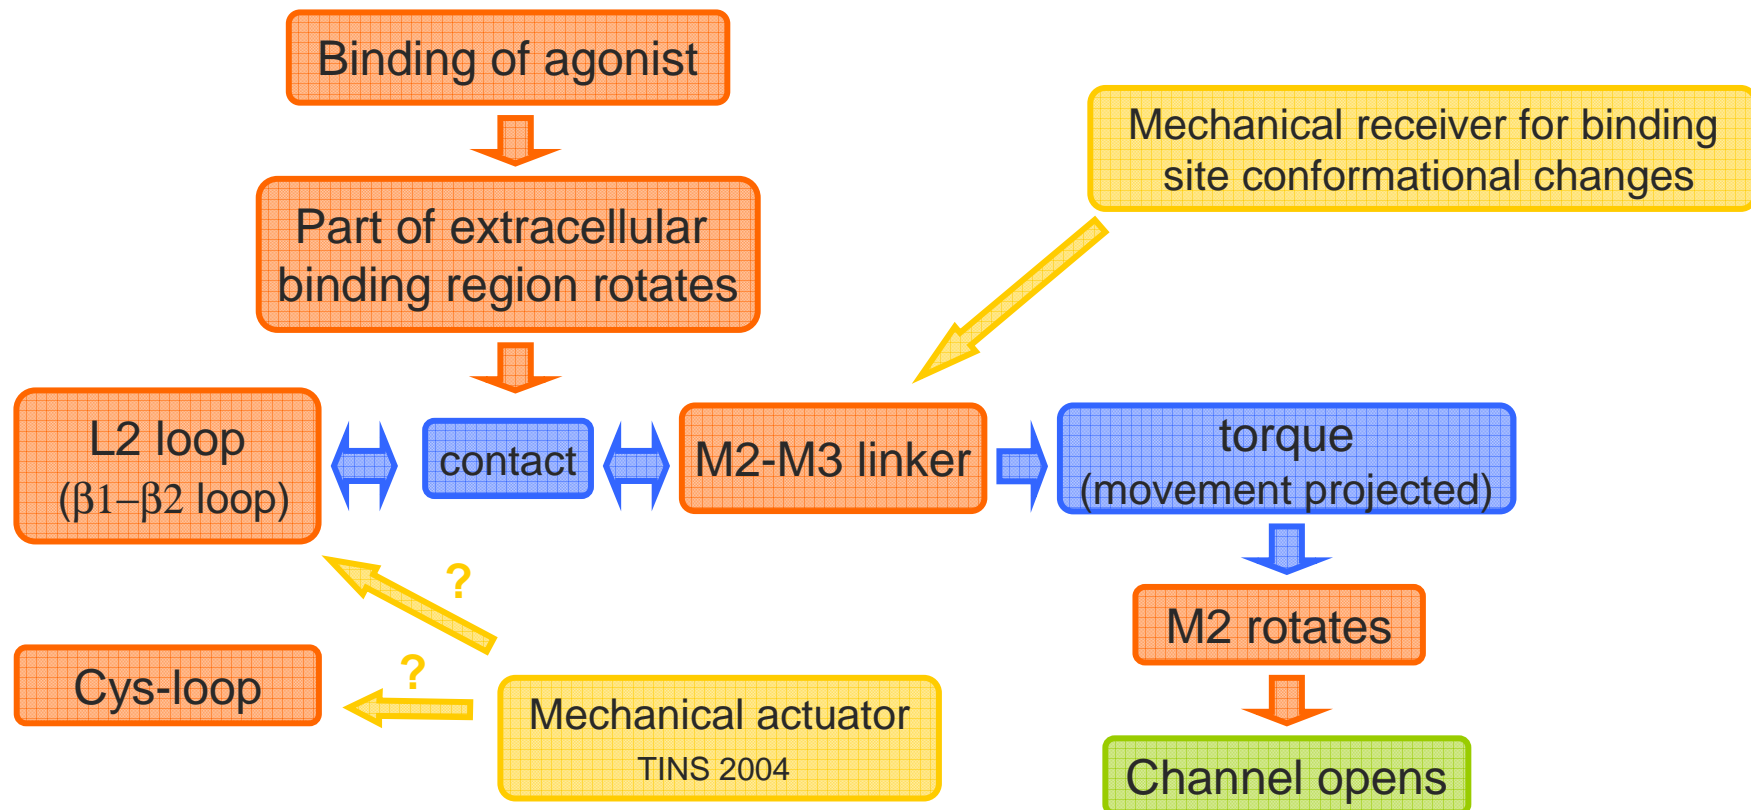 Binding of agonist
Mechanical receiver for binding
site conformational changes
Part of extracellular
binding region rotates
L2 loop
(β1–β2 loop)
contact
M2-M3 linker
torque
(movement projected)
?
M2 rotates
Cys-loop
?
Mechanical actuator
TINS 2004
Channel opens